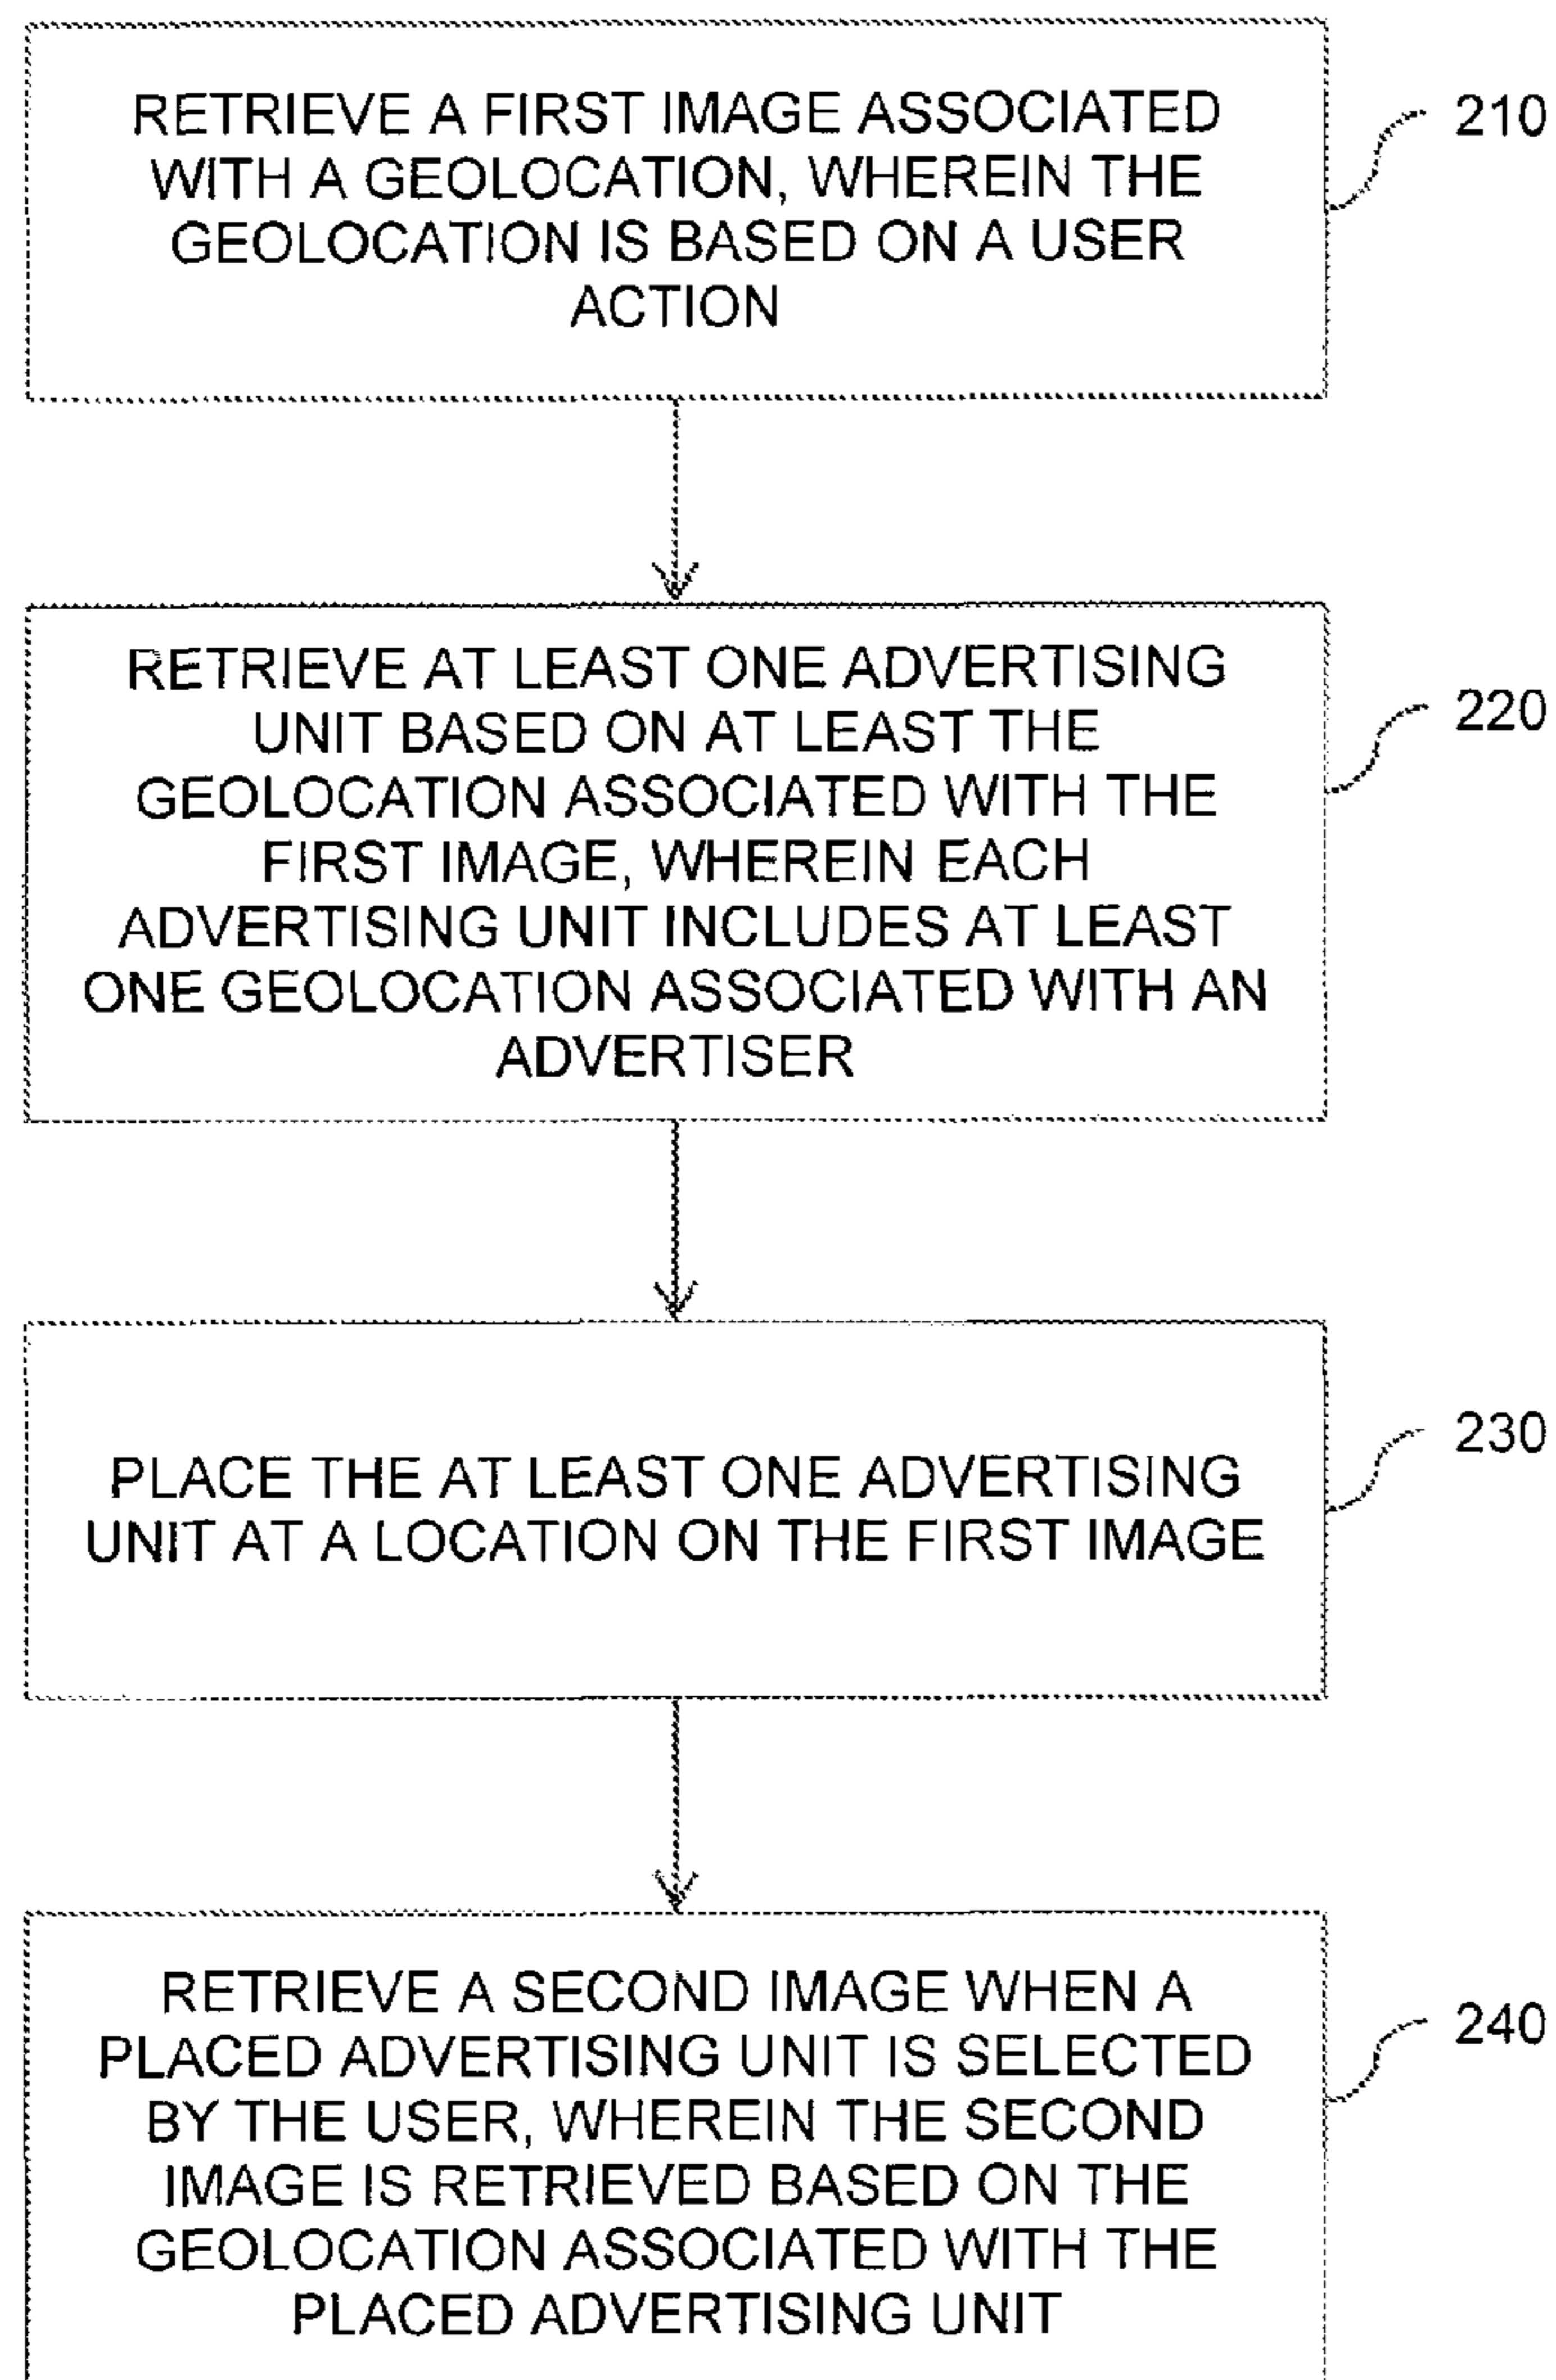 RETRIEVE A FIRST IMAGE ASSOCIATED
WITH A GEOLOCATION, WHEREIN THE
GEOLOCATION IS BASED ON A USER
ACTION
210
RETRIEVE AT LEAST ONE ADVERTISING
UNIT BASED ON AT LEAST THE
GEOLOCATION ASSOCIATED WITH THE
FIRST IMAGE, WHEREIN EACH
ADVERTISING UNIT INCLUDES AT LEAST
ONE GEOLOCATION ASSOCIATED WITH AN
ADVERTISER
220
PLACE THE AT LEAST ONE ADVERTISING
UNIT AT A LOCATION ON THE FIRST IMAGE
230
RETRIEVE A SECOND IMAGE WHEN A
PLACED ADVERTISING UNIT IS SELECTED
BY THE USER, WHEREIN THE SECOND
IMAGE IS RETRIEVED BASED ON THE
GEOLOCATION ASSOCIATED WITH THE
PLACED ADVERTISING UNIT
240